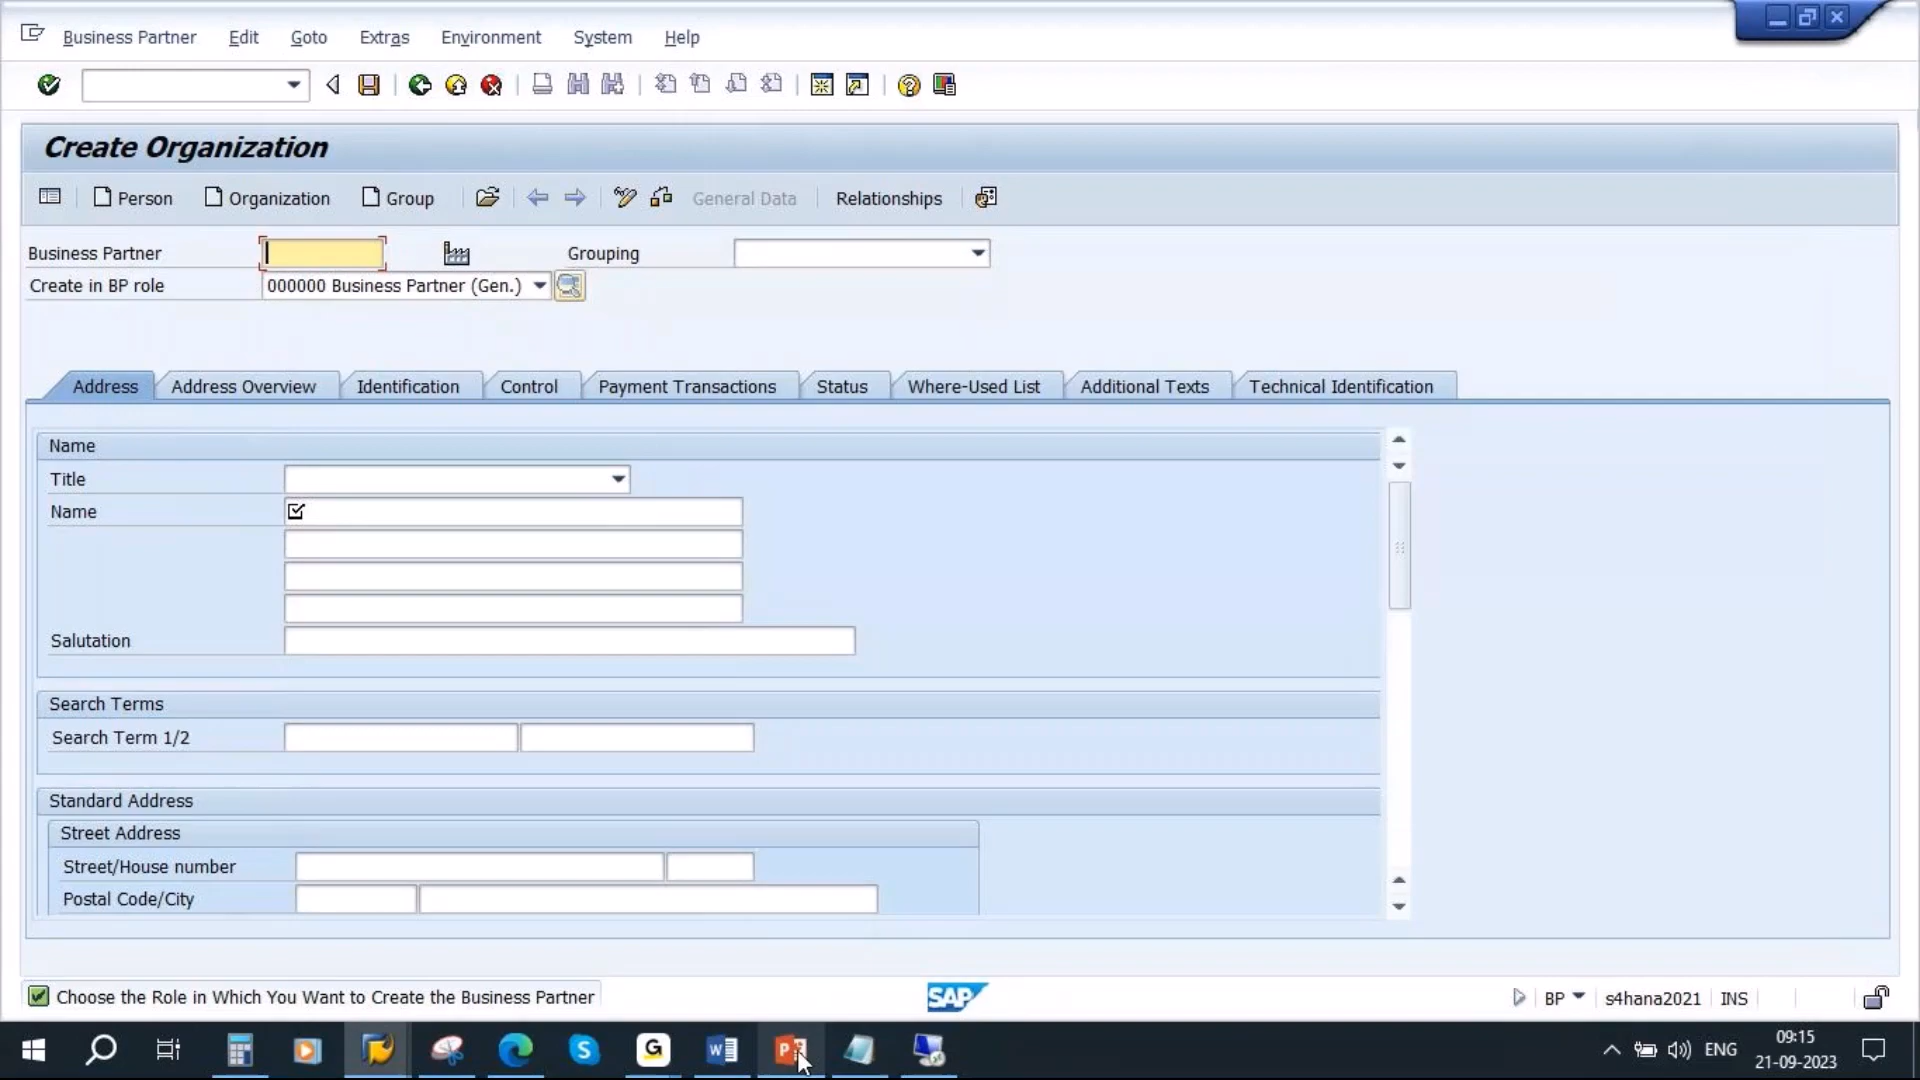 Business Partner Edit Goto Extras Environment System Help
Create Organization
Person Organization Group General Data Relationships
Business Partner Grouping
Create in BP role 000000 Business Partner (Gen.)
Address Address Overview Identification Control Payment Transactions Status Where-Used List Additional Texts Technical Identification
Name
Title
Name
Salutation
Search Terms
Search Term 1/2
Standard Address
Street Address
Street/House number
Postal Code/City
Choose the Role in Which You Want to Create the Business Partner SAP BP s4hana2021 INS
ENG 09:15
21-09-2023